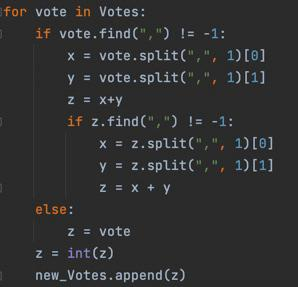 for vote in Votes:
    if vote.find(",") != -1:
        x = vote.split(",", 1)[0]
        y = vote.split(",", 1)[1]
        z = x+y
        if z.find(",") != -1:
            x = z.split(",", 1)[0]
            y = z.split(",", 1)[1]
            z = x + y
    else:
        z = vote
    z = int(z)
    new_Votes.append(z)